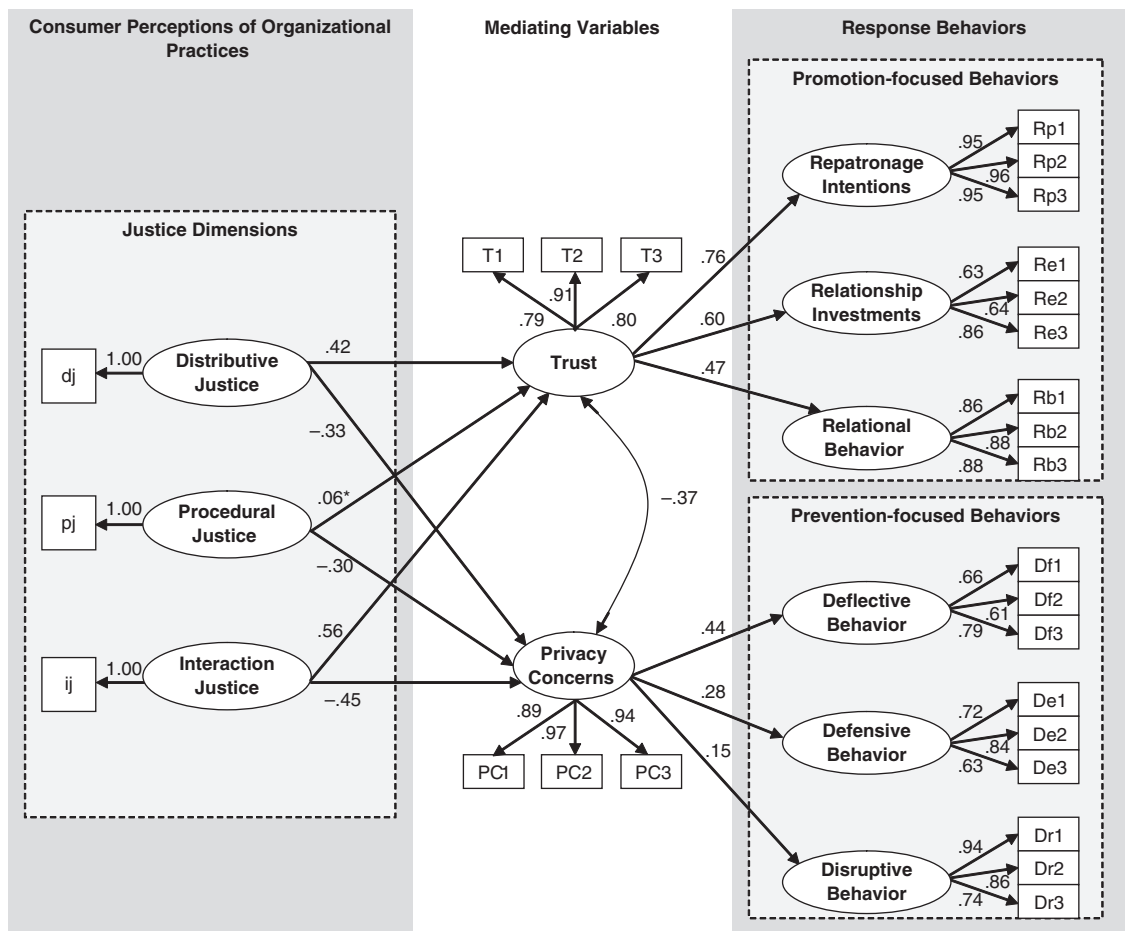 Consumer Perceptions of Organizational
Practices
Mediating Variables
Response Behaviors
Justice Dimensions
dj
1.00
Distributive
Justice
.42
–.33
pj
1.00
Procedural
Justice
.06*
–.30
ij
1.00
Interaction
Justice
.56
–.45
T1
T2
T3
.79
.91
.80
Trust
–.37
Privacy
Concerns
.89
.97
.94
PC1
PC2
PC3
.76
.60
.47
.44
.28
.15
Promotion-focused Behaviors
Repatronage
Intentions
.95
.96
.95
Rp1
Rp2
Rp3
Relationship
Investments
.63
.64
.86
Re1
Re2
Re3
Relational
Behavior
.86
.88
.88
Rb1
Rb2
Rb3
Prevention-focused Behaviors
Deflective
Behavior
.66
.61
.79
Df1
Df2
Df3
Defensive
Behavior
.72
.84
.63
De1
De2
De3
Disruptive
Behavior
.94
.86
.74
Dr1
Dr2
Dr3